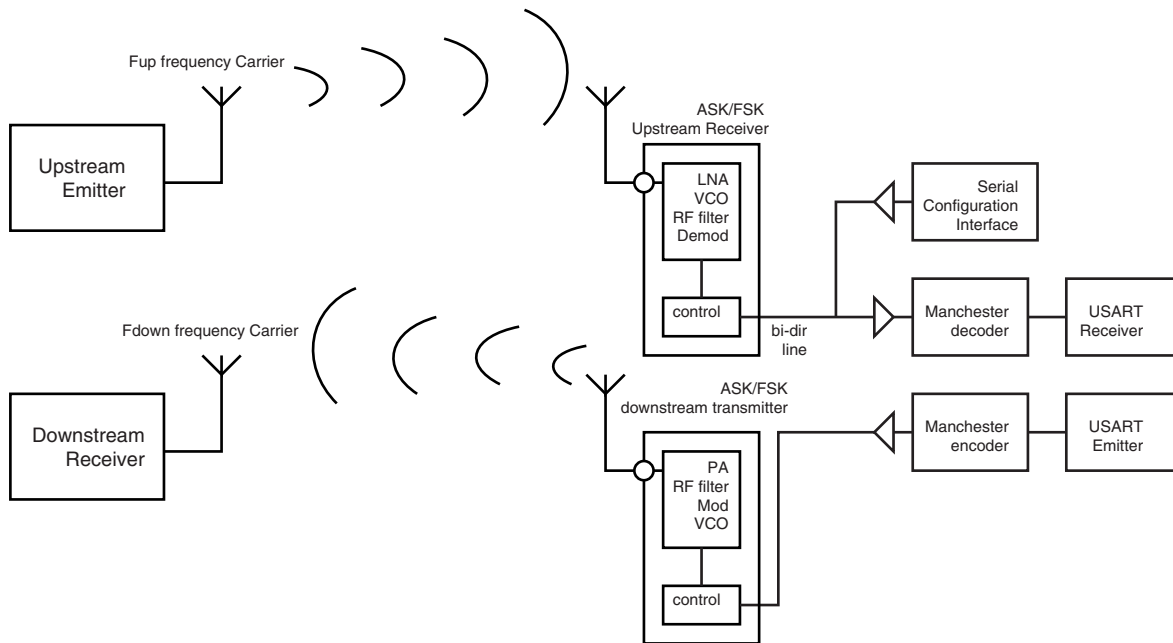 Fup frequency Carrier
Upstream
Emitter
ASK/FSK
Upstream Receiver
LNA
VCO
RF filter
Demod
control
bi-dir
line
Serial
Configuration
Interface
Manchester
decoder
USART
Receiver
Fdown frequency Carrier
Downstream
Receiver
ASK/FSK
downstream transmitter
PA
RF filter
Mod
VCO
control
Manchester
encoder
USART
Emitter